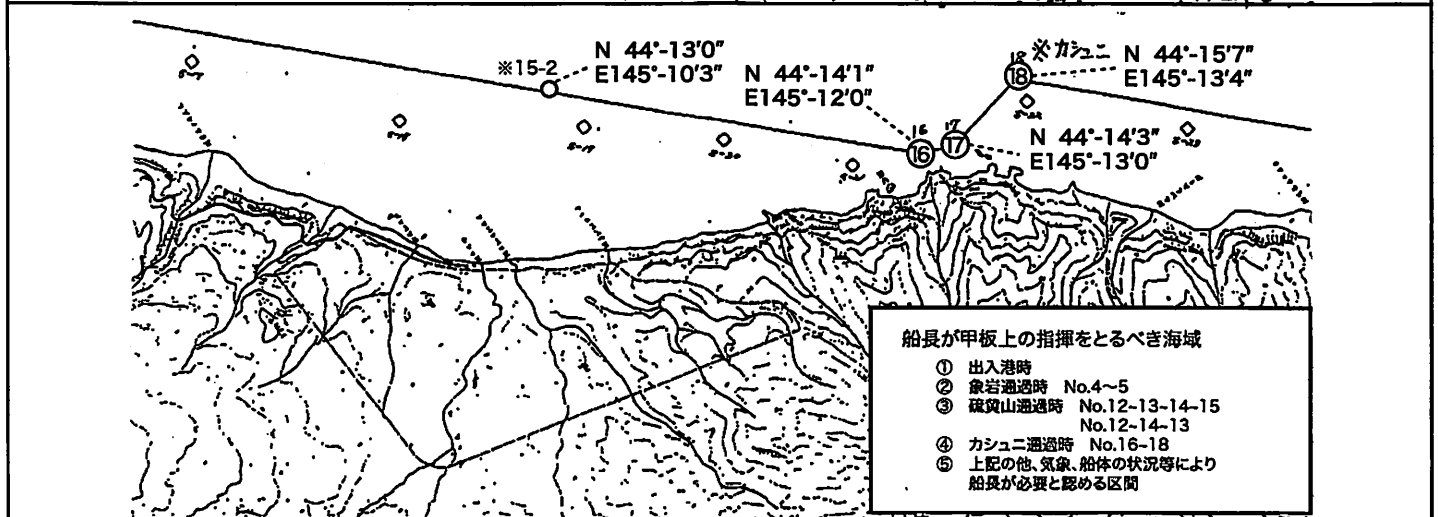 ※15-2
N 44°-13'0"
E145°-10'3"
N 44°-14'1"
E145°-12'0"
16
⑯
17
⑰
18
⑱
※カシュニ
N 44°-15'7"
E145°-13'4"
N 44°-14'3"
E145°-13'0"
S-19
S-20
船長が甲板上の指揮をとるべき海域
① 出入港時
② 象岩通過時 No.4~5
③ 硫黄山通過時 No.12-13-14-15
No.12-14-13
④ カシュニ通過時 No.16-18
⑤ 上記の他、気象、船体の状況等により
船長が必要と認める区間